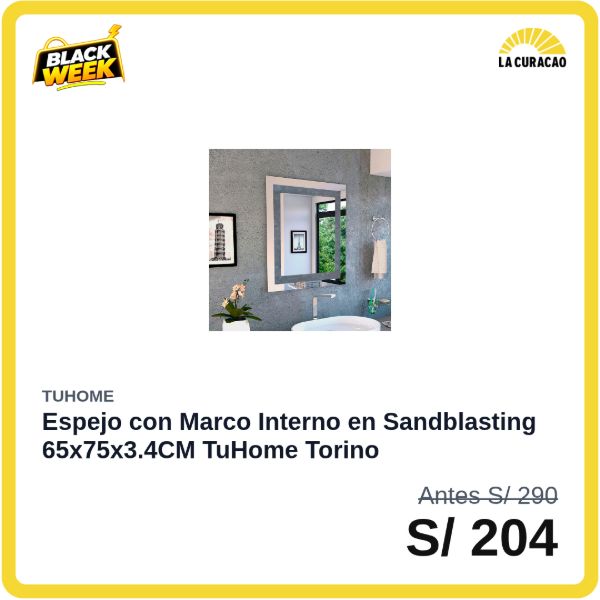 BLACK
WEEK
LA CURACAO
TUHOME
Espejo con Marco Interno en Sandblasting
65x75x3.4CM TuHome Torino
Antes S/ 290
S/ 204